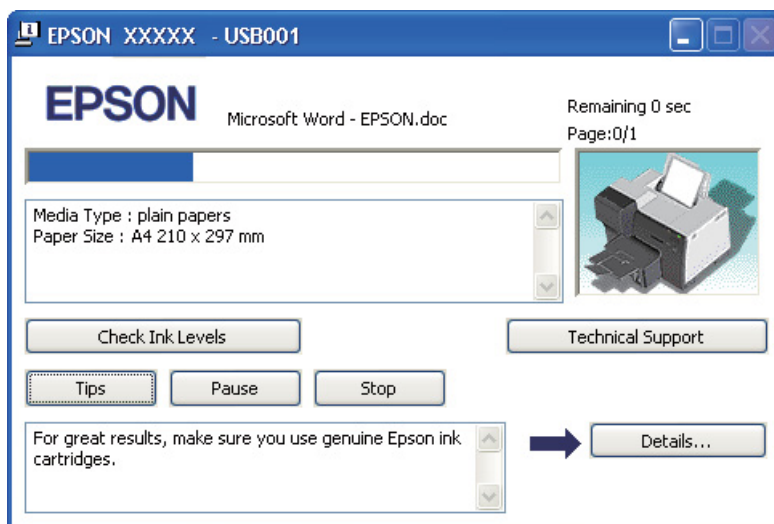 EPSON XXXXX - USB001
EPSON
Microsoft Word - EPSON.doc
Remaining 0 sec
Page:0/1
Media Type : plain papers
Paper Size : A4 210 x 297 mm
Check Ink Levels
Technical Support
Tips
Pause
Stop
For great results, make sure you use genuine Epson ink
cartridges.
Details...